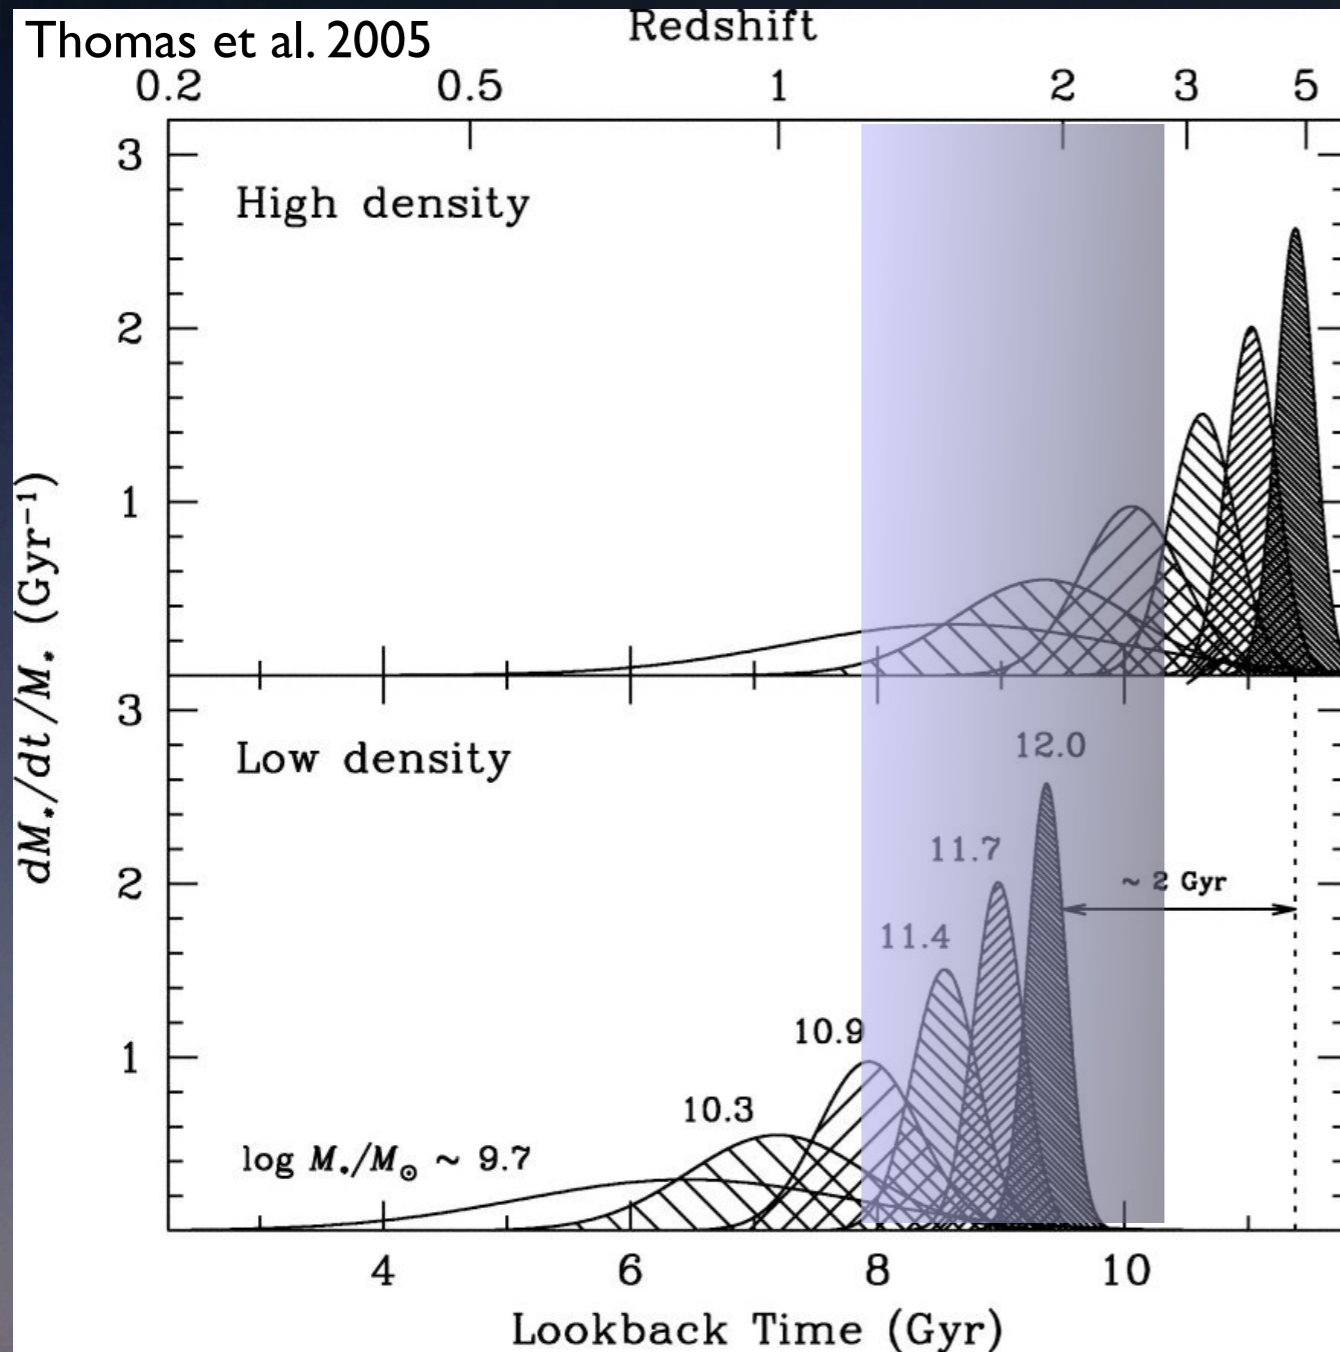 Thomas et al. 2005
Redshift
0.2 0.5 1 2 3 5
3
High density
2
1
dM*/dt/M* (Gyr⁻¹)
3
Low density
12.0
11.7
2
~ 2 Gyr
11.4
10.9
1
10.3
log M*/M⊙ ~ 9.7
4 6 8 10
Lookback Time (Gyr)